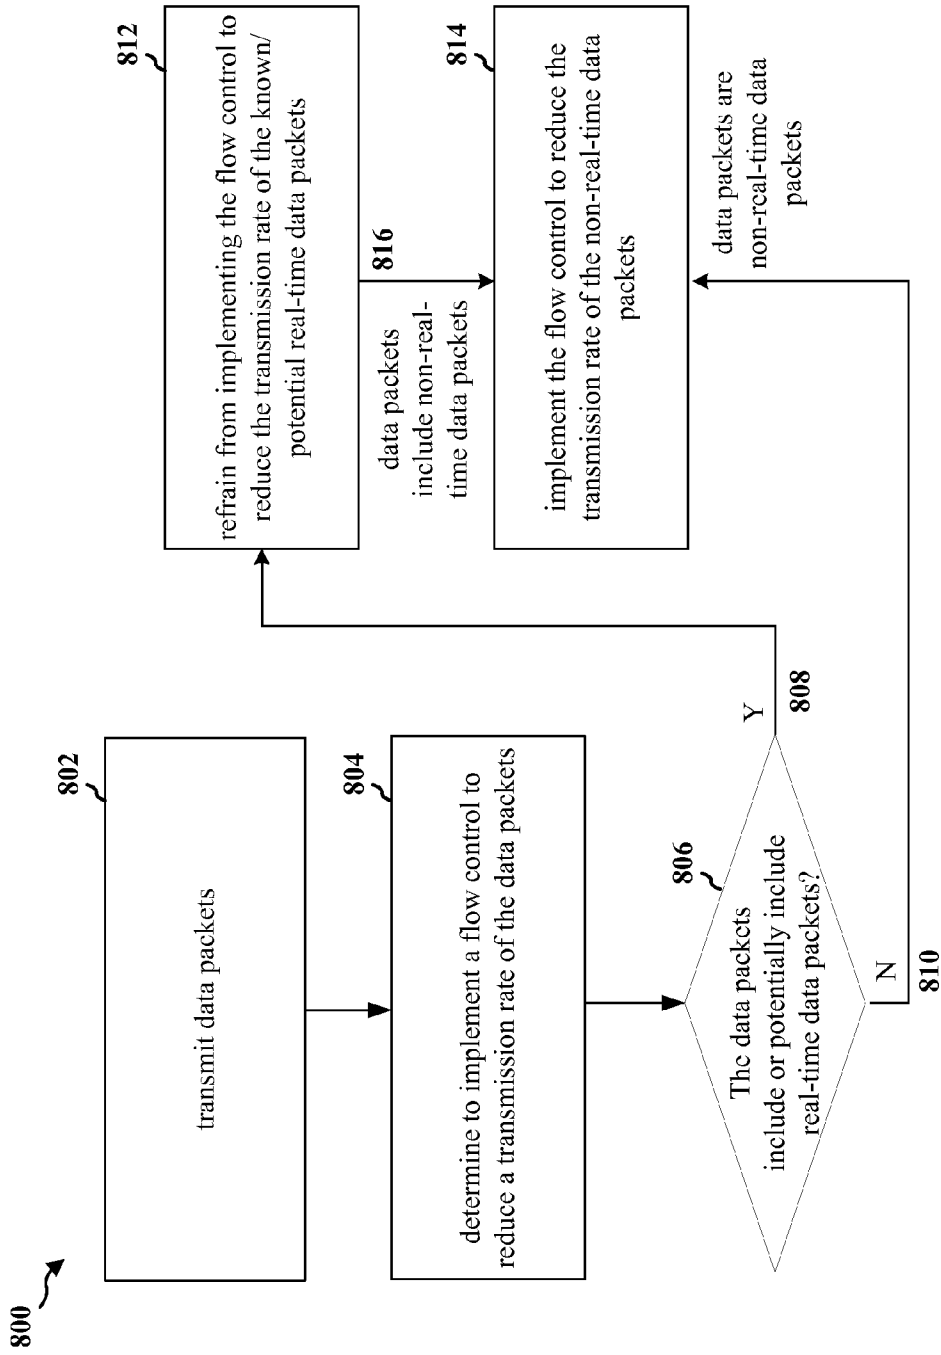 800
802
transmit data packets
804
determine to implement a flow control to
reduce a transmission rate of the data packets
806
The data packets
include or potentially include
real-time data packets?
Y
808
N
810
812
refrain from implementing the flow control to
reduce the transmission rate of the known/
potential real-time data packets
816
data packets
include non-real-
time data packets
814
implement the flow control to reduce the
transmission rate of the non-real-time data
packets
data packets are
non-real-time data
packets